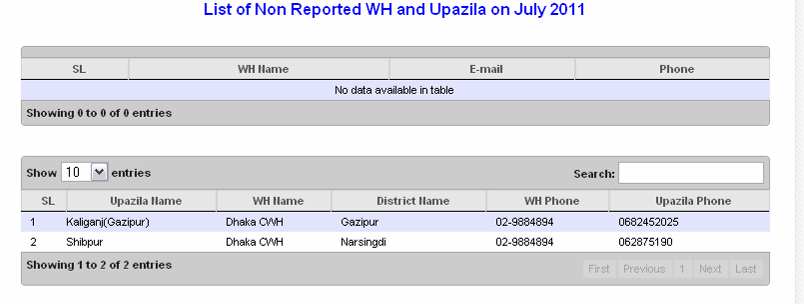 List of Non Reported WH and Upazila on July 2011
SL WH Name E-mail Phone
No data available in table
Showing 0 to 0 of 0 entries
Show 10 entries Search:
SL Upazila Name WH Name District Name WH Phone Upazila Phone
1 Kaliganj(Gazipur) Dhaka CWH Gazipur 02-9884894 0682452025
2 Shibpur Dhaka CWH Narsingdi 02-9884894 062875190
Showing 1 to 2 of 2 entries First Previous 1 Next Last